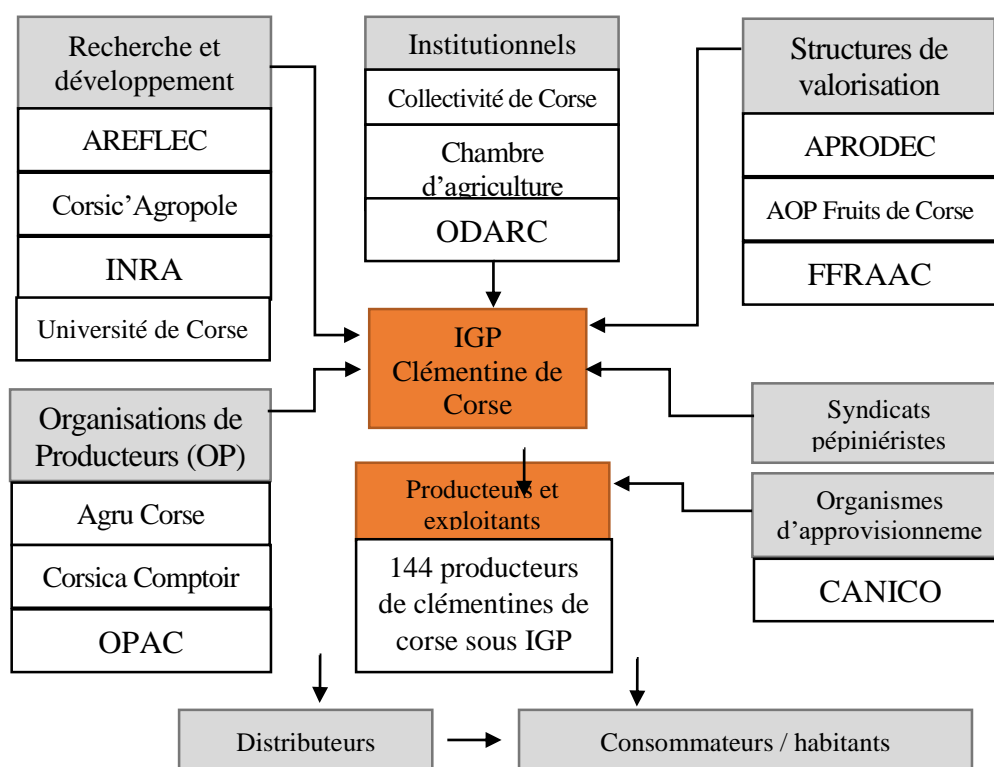 Recherche et
développement
AREFLEC
Corsic’Agropole
INRA
Université de Corse
Institutionnels
Collectivité de Corse
Chambre
d’agriculture
ODARC
Structures de
valorisation
APRODEC
AOP Fruits de Corse
FFRAAC
IGP
Clémentine de
Corse
Organisations de
Producteurs (OP)
Agru Corse
Corsica Comptoir
OPAC
Producteurs et
exploitants
144 producteurs
de clémentines de
corse sous IGP
Syndicats
pépiniéristes
Organismes
d’approvisionneme
CANICO
Distributeurs
Consommateurs / habitants